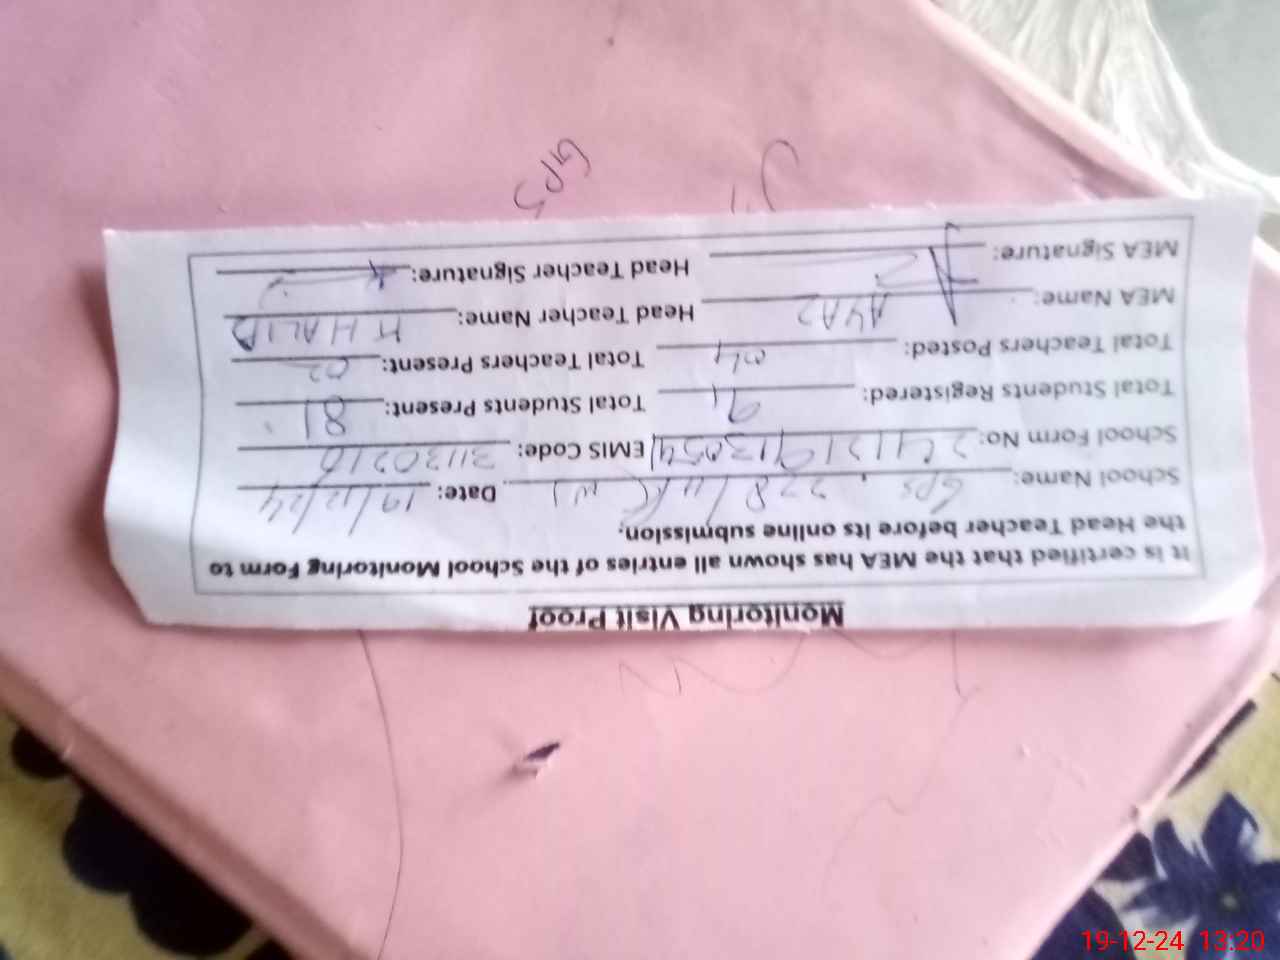 Monitoring Visit Proof
It is certified that the MEA has shown all entries of the School Monitoring Form to
the Head Teacher before its online submission.
School Name: GPS 228/ Date: 19/12/24
School Form No: EMIS Code: 31130210
Total Students Registered: 91 Total Students Present: 81
Total Teachers Posted: 04 Total Teachers Present: 02
MEA Name: AYAZ Head Teacher Name: KHALID
MEA Signature: Head Teacher Signature:
GPS
19-12-24 13:20